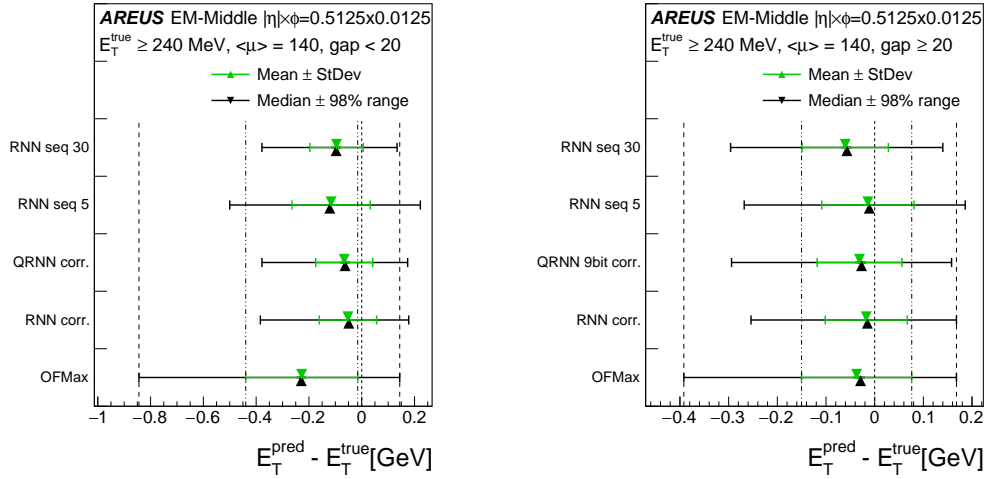 AREUS EM-Middle |η|×ϕ=0.5125x0.0125
E_T^true ≥ 240 MeV, <μ> = 140, gap < 20
Mean ± StDev
Median ± 98% range
RNN seq 30
RNN seq 5
QRNN corr.
RNN corr.
OFMax
−1 −0.8 −0.6 −0.4 −0.2 0 0.2
E_T^pred - E_T^true[GeV]
AREUS EM-Middle |η|×ϕ=0.5125x0.0125
E_T^true ≥ 240 MeV, <μ> = 140, gap ≥ 20
Mean ± StDev
Median ± 98% range
RNN seq 30
RNN seq 5
QRNN 9bit corr.
RNN corr.
OFMax
−0.4 −0.3 −0.2 −0.1 0 0.1 0.2
E_T^pred - E_T^true[GeV]